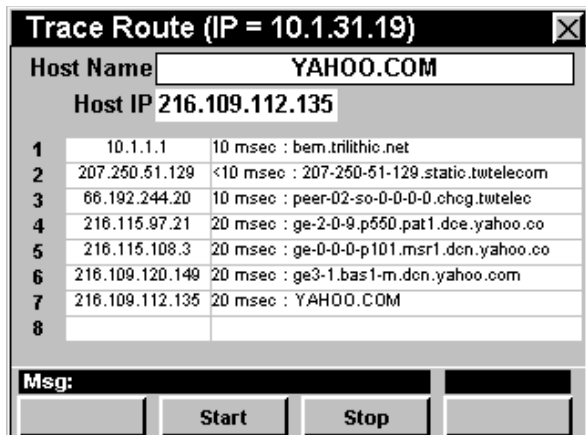 Trace Route (IP = 10.1.31.19)
Host Name YAHOO.COM
Host IP 216.109.112.135
1 10.1.1.1 10 msec : bem.trilithic.net
2 207.250.51.129 <10 msec : 207-250-51-129.static.twtelecom
3 66.192.244.20 10 msec : peer-02-so-0-0-0-0.chcg.twtelec
4 216.115.97.21 20 msec : ge-2-0-9.p550.pat1.dce.yahoo.co
5 216.115.108.3 20 msec : ge-0-0-0-p101.msr1.dcn.yahoo.co
6 216.109.120.149 20 msec : ge3-1.bas1-m.dcn.yahoo.com
7 216.109.112.135 20 msec : YAHOO.COM
8
Msg:
Start Stop